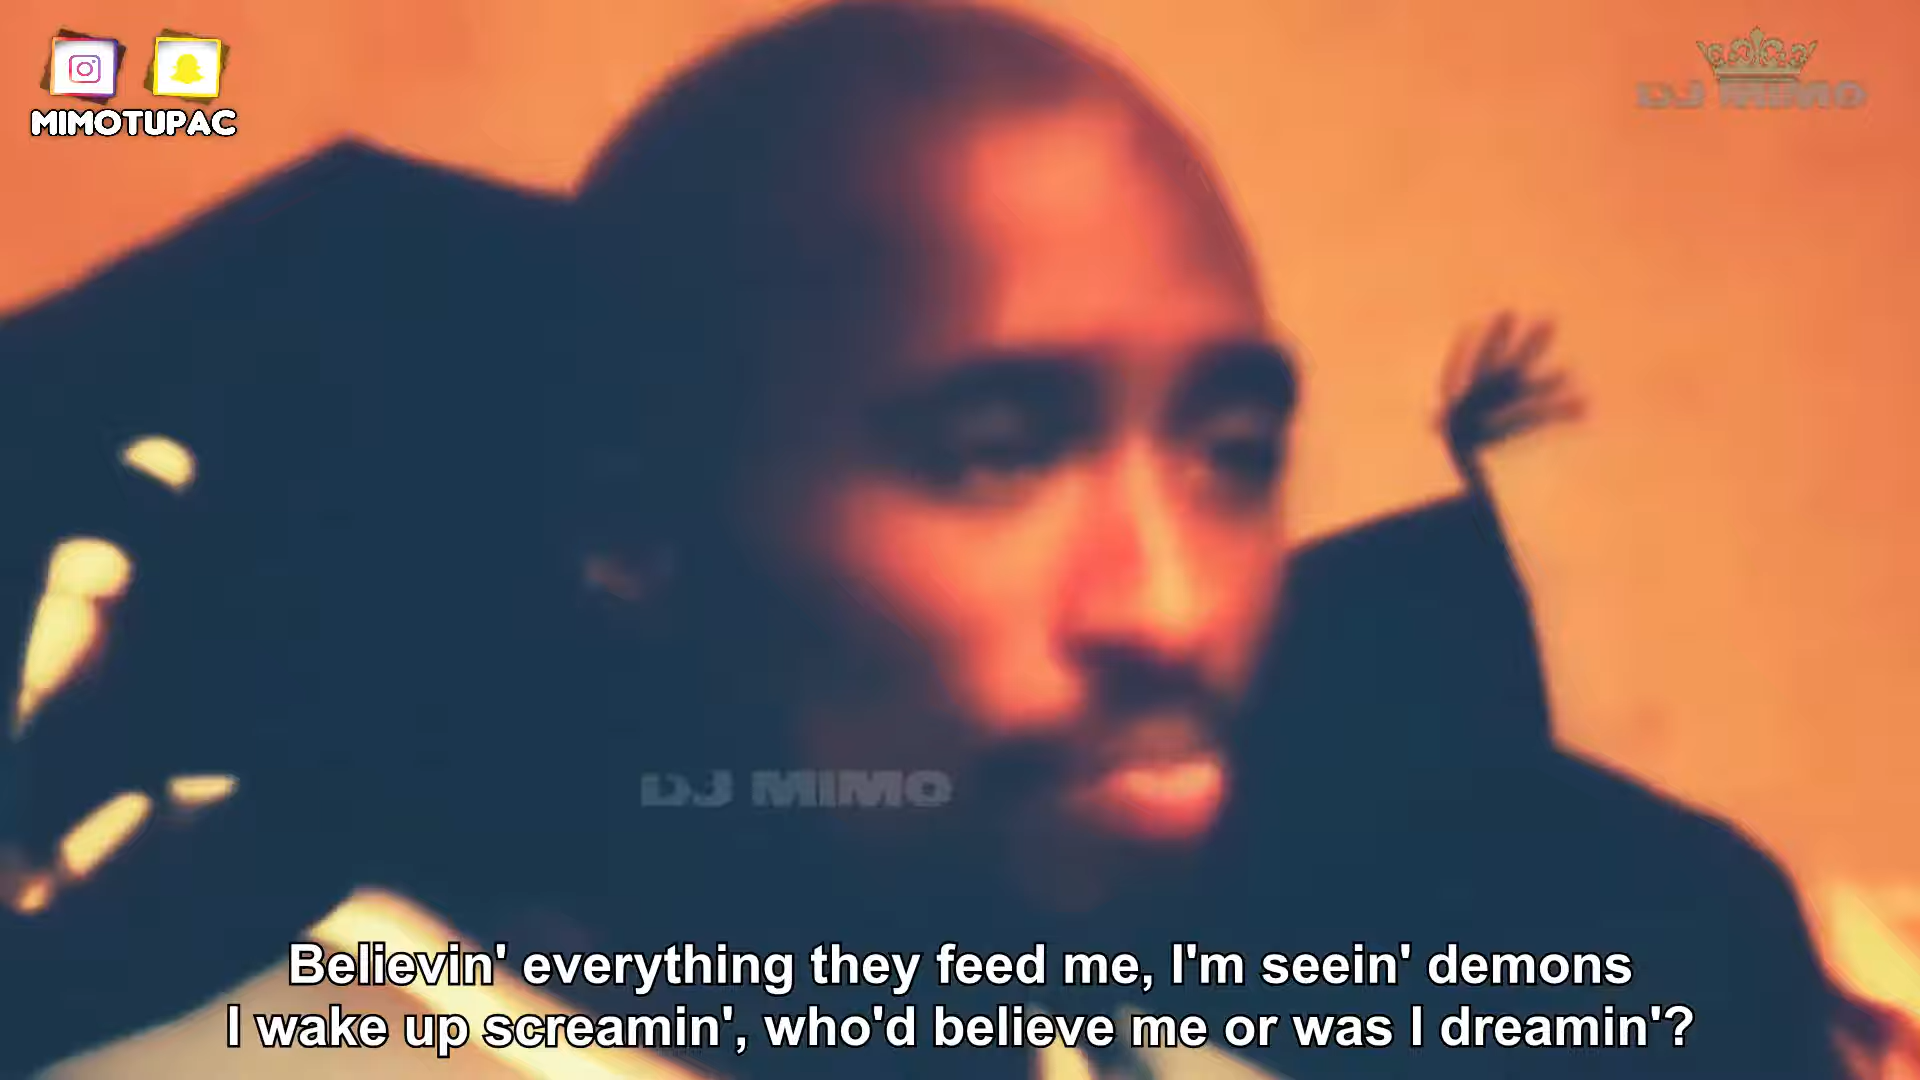 MIMOTUPAC
DJ MIMO
DJ MIMO
Believin' everything they feed me, I'm seein' demons
I wake up screamin', who'd believe me or was I dreamin'?